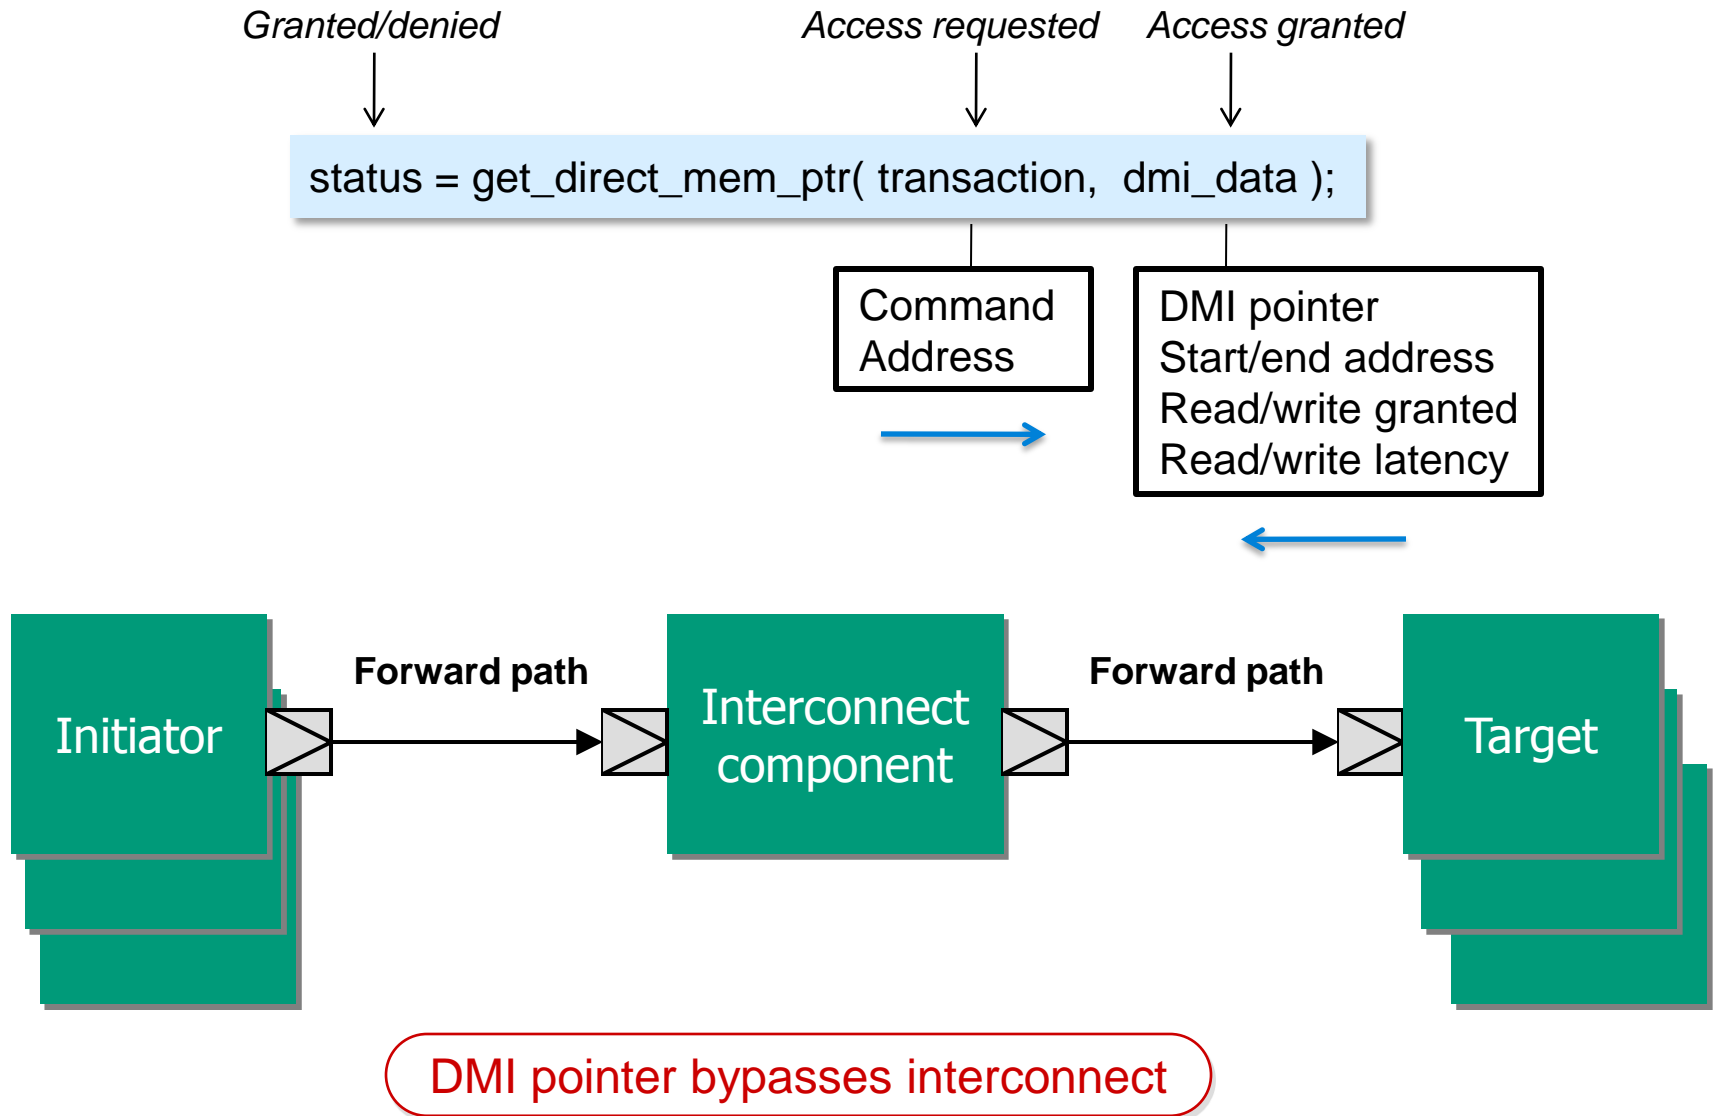 Granted/denied
Access requested
Access granted
status = get_direct_mem_ptr( transaction, dmi_data );
Command
Address
DMI pointer
Start/end address
Read/write granted
Read/write latency
Initiator
Forward path
Interconnect
component
Forward path
Target
DMI pointer bypasses interconnect